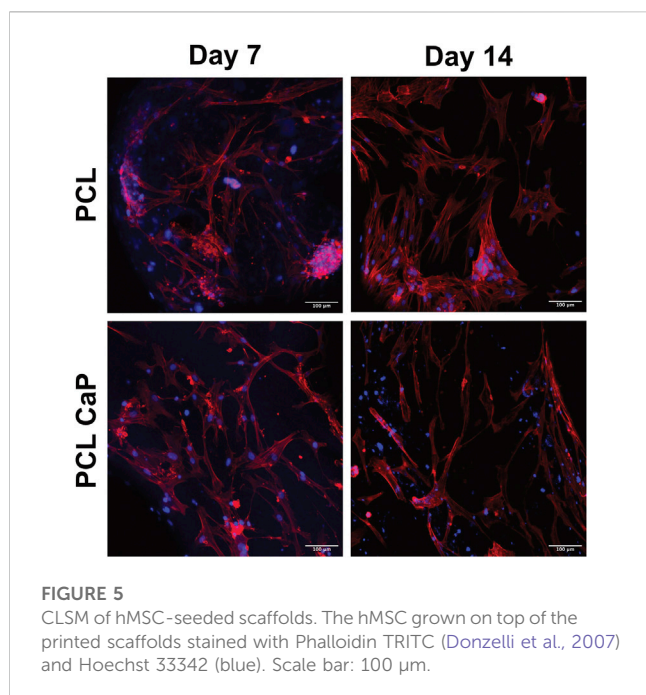 Day 7 Day 14
PCL
100 µm
100 µm
PCL CaP
100 µm
100 µm
FIGURE 5
CLSM of hMSC-seeded scaffolds. The hMSC grown on top of the
printed scaffolds stained with Phalloidin TRITC (Donzelli et al., 2007)
and Hoechst 33342 (blue). Scale bar: 100 µm.